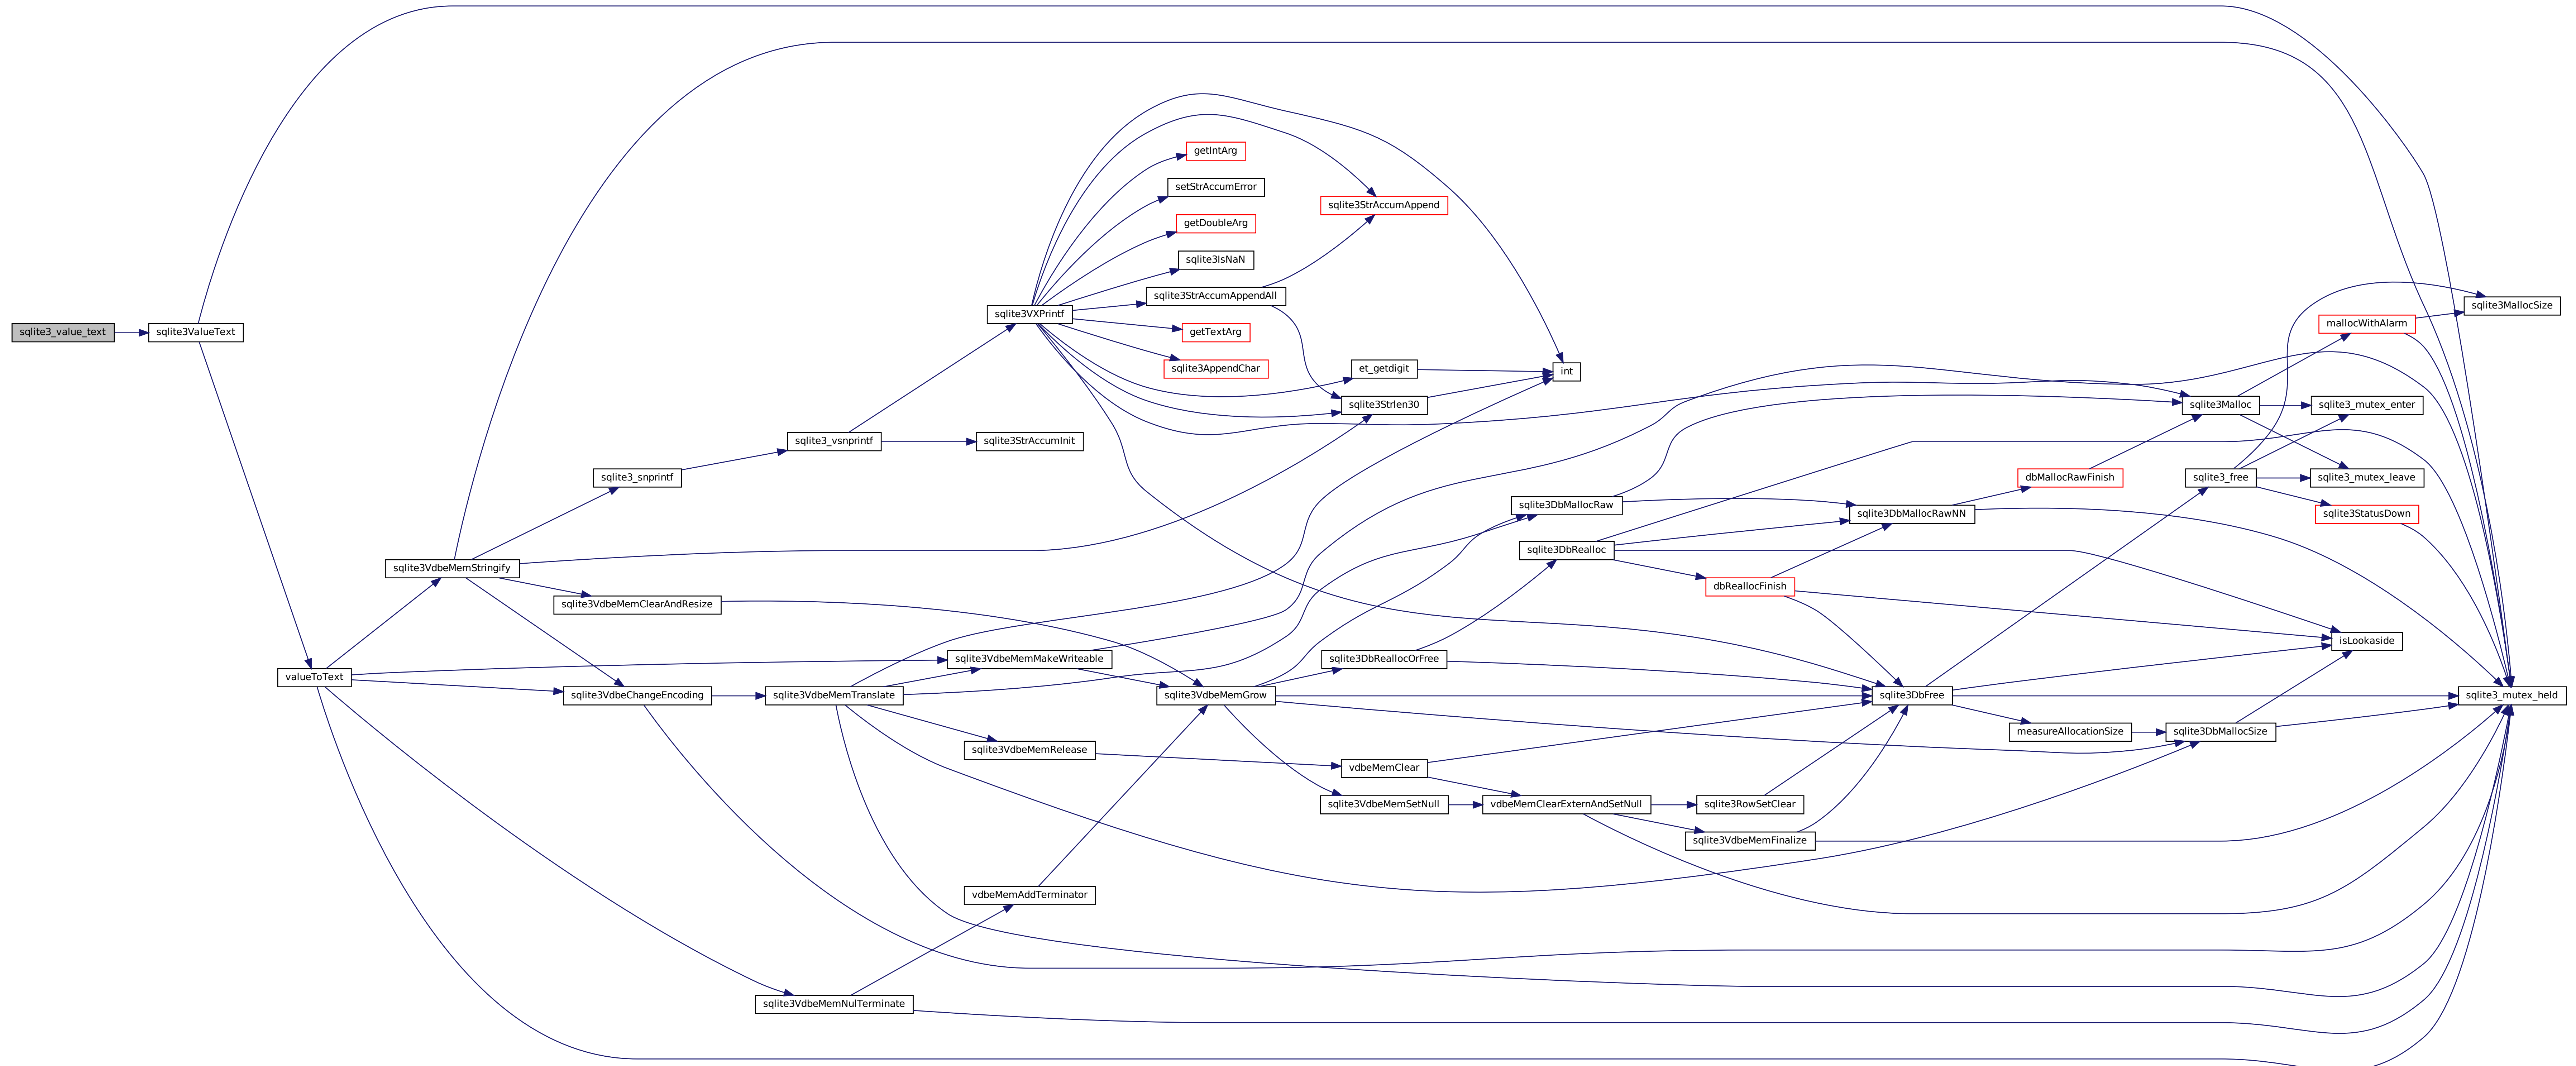 sqlite3_value_text
sqlite3ValueText
valueToText
sqlite3VdbeMemStringify
sqlite3_snprintf
sqlite3VdbeMemClearAndResize
sqlite3VdbeChangeEncoding
sqlite3_vsnprintf
sqlite3VdbeMemTranslate
sqlite3VdbeMemNulTerminate
sqlite3VXPrintf
sqlite3StrAccumInit
sqlite3VdbeMemMakeWriteable
sqlite3VdbeMemRelease
vdbeMemAddTerminator
getIntArg
setStrAccumError
getDoubleArg
sqlite3IsNaN
sqlite3StrAccumAppendAll
getTextArg
sqlite3AppendChar
sqlite3VdbeMemGrow
sqlite3StrAccumAppend
et_getdigit
sqlite3Strlen30
sqlite3DbReallocOrFree
vdbeMemClear
sqlite3VdbeMemSetNull
int
sqlite3DbMallocRaw
sqlite3DbRealloc
vdbeMemClearExternAndSetNull
dbReallocFinish
sqlite3RowSetClear
sqlite3VdbeMemFinalize
sqlite3DbMallocRawNN
sqlite3DbFree
dbMallocRawFinish
measureAllocationSize
sqlite3Malloc
sqlite3_free
sqlite3DbMallocSize
mallocWithAlarm
sqlite3_mutex_enter
sqlite3_mutex_leave
sqlite3StatusDown
isLookaside
sqlite3MallocSize
sqlite3_mutex_held